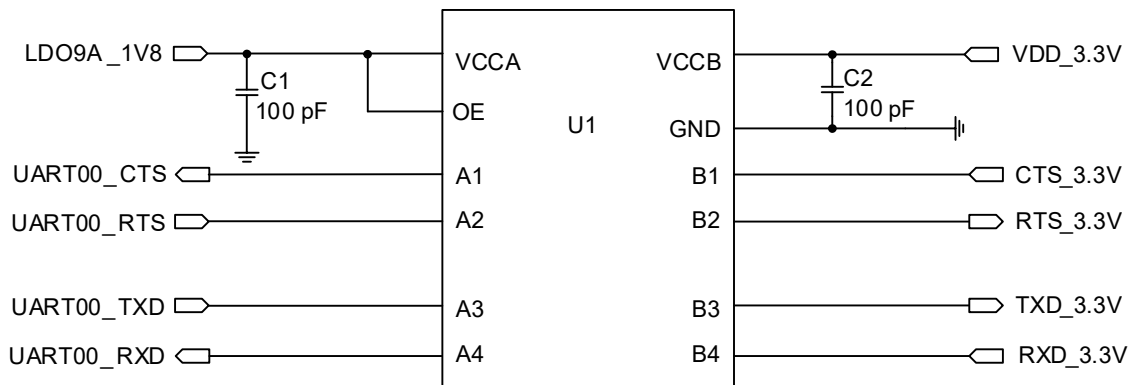 LDO9A_1V8
VCCA
VCCB
VDD_3.3V
C1
100 pF
C2
100 pF
OE
U1
GND
UART00_CTS
A1
B1
CTS_3.3V
UART00_RTS
A2
B2
RTS_3.3V
UART00_TXD
A3
B3
TXD_3.3V
UART00_RXD
A4
B4
RXD_3.3V